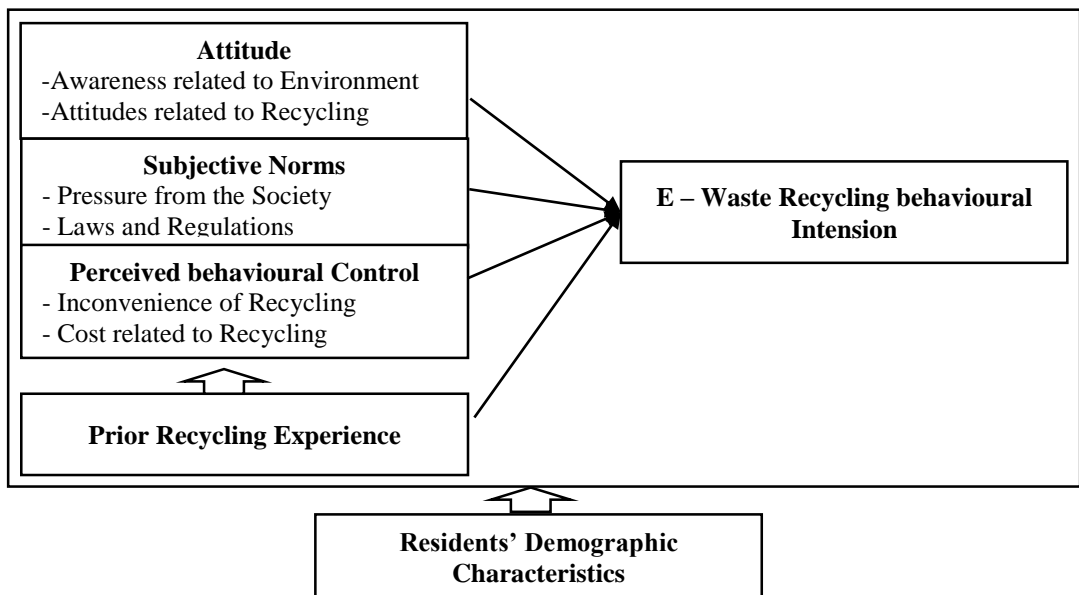 Attitude
-Awareness related to Environment
-Attitudes related to Recycling
Subjective Norms
- Pressure from the Society
- Laws and Regulations
Perceived behavioural Control
- Inconvenience of Recycling
- Cost related to Recycling
Prior Recycling Experience
E – Waste Recycling behavioural
Intension
Residents’ Demographic
Characteristics